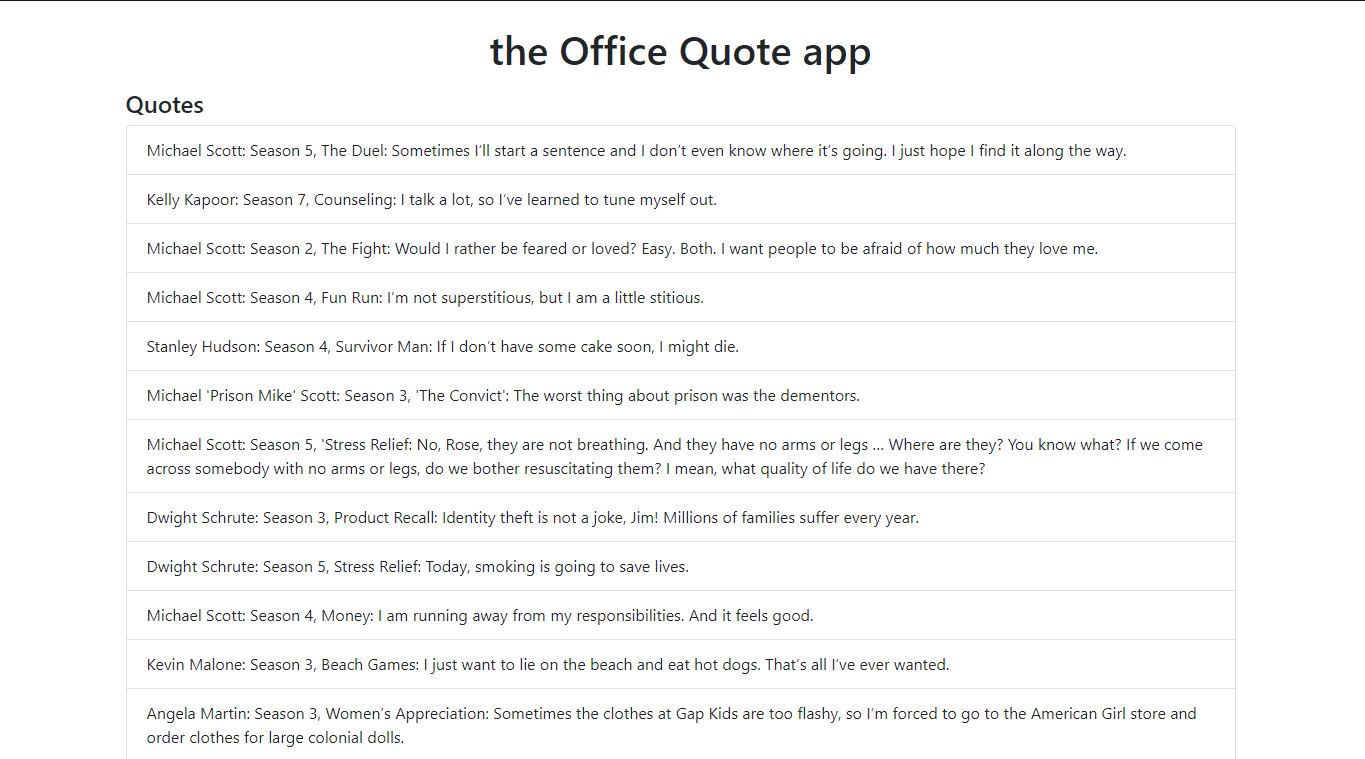 the Office Quote app
Quotes
Michael Scott: Season 5, The Duel: Sometimes I’ll start a sentence and I don’t even know where it’s going. I just hope I find it along the way.
Kelly Kapoor: Season 7, Counseling: I talk a lot, so I’ve learned to tune myself out.
Michael Scott: Season 2, The Fight: Would I rather be feared or loved? Easy. Both. I want people to be afraid of how much they love me.
Michael Scott: Season 4, Fun Run: I’m not superstitious, but I am a little stitious.
Stanley Hudson: Season 4, Survivor Man: If I don’t have some cake soon, I might die.
Michael 'Prison Mike' Scott: Season 3, 'The Convict': The worst thing about prison was the dementors.
Michael Scott: Season 5, 'Stress Relief: No, Rose, they are not breathing. And they have no arms or legs … Where are they? You know what? If we come
across somebody with no arms or legs, do we bother resuscitating them? I mean, what quality of life do we have there?
Dwight Schrute: Season 3, Product Recall: Identity theft is not a joke, Jim! Millions of families suffer every year.
Dwight Schrute: Season 5, Stress Relief: Today, smoking is going to save lives.
Michael Scott: Season 4, Money: I am running away from my responsibilities. And it feels good.
Kevin Malone: Season 3, Beach Games: I just want to lie on the beach and eat hot dogs. That’s all I’ve ever wanted.
Angela Martin: Season 3, Women’s Appreciation: Sometimes the clothes at Gap Kids are too flashy, so I’m forced to go to the American Girl store and
order clothes for large colonial dolls.